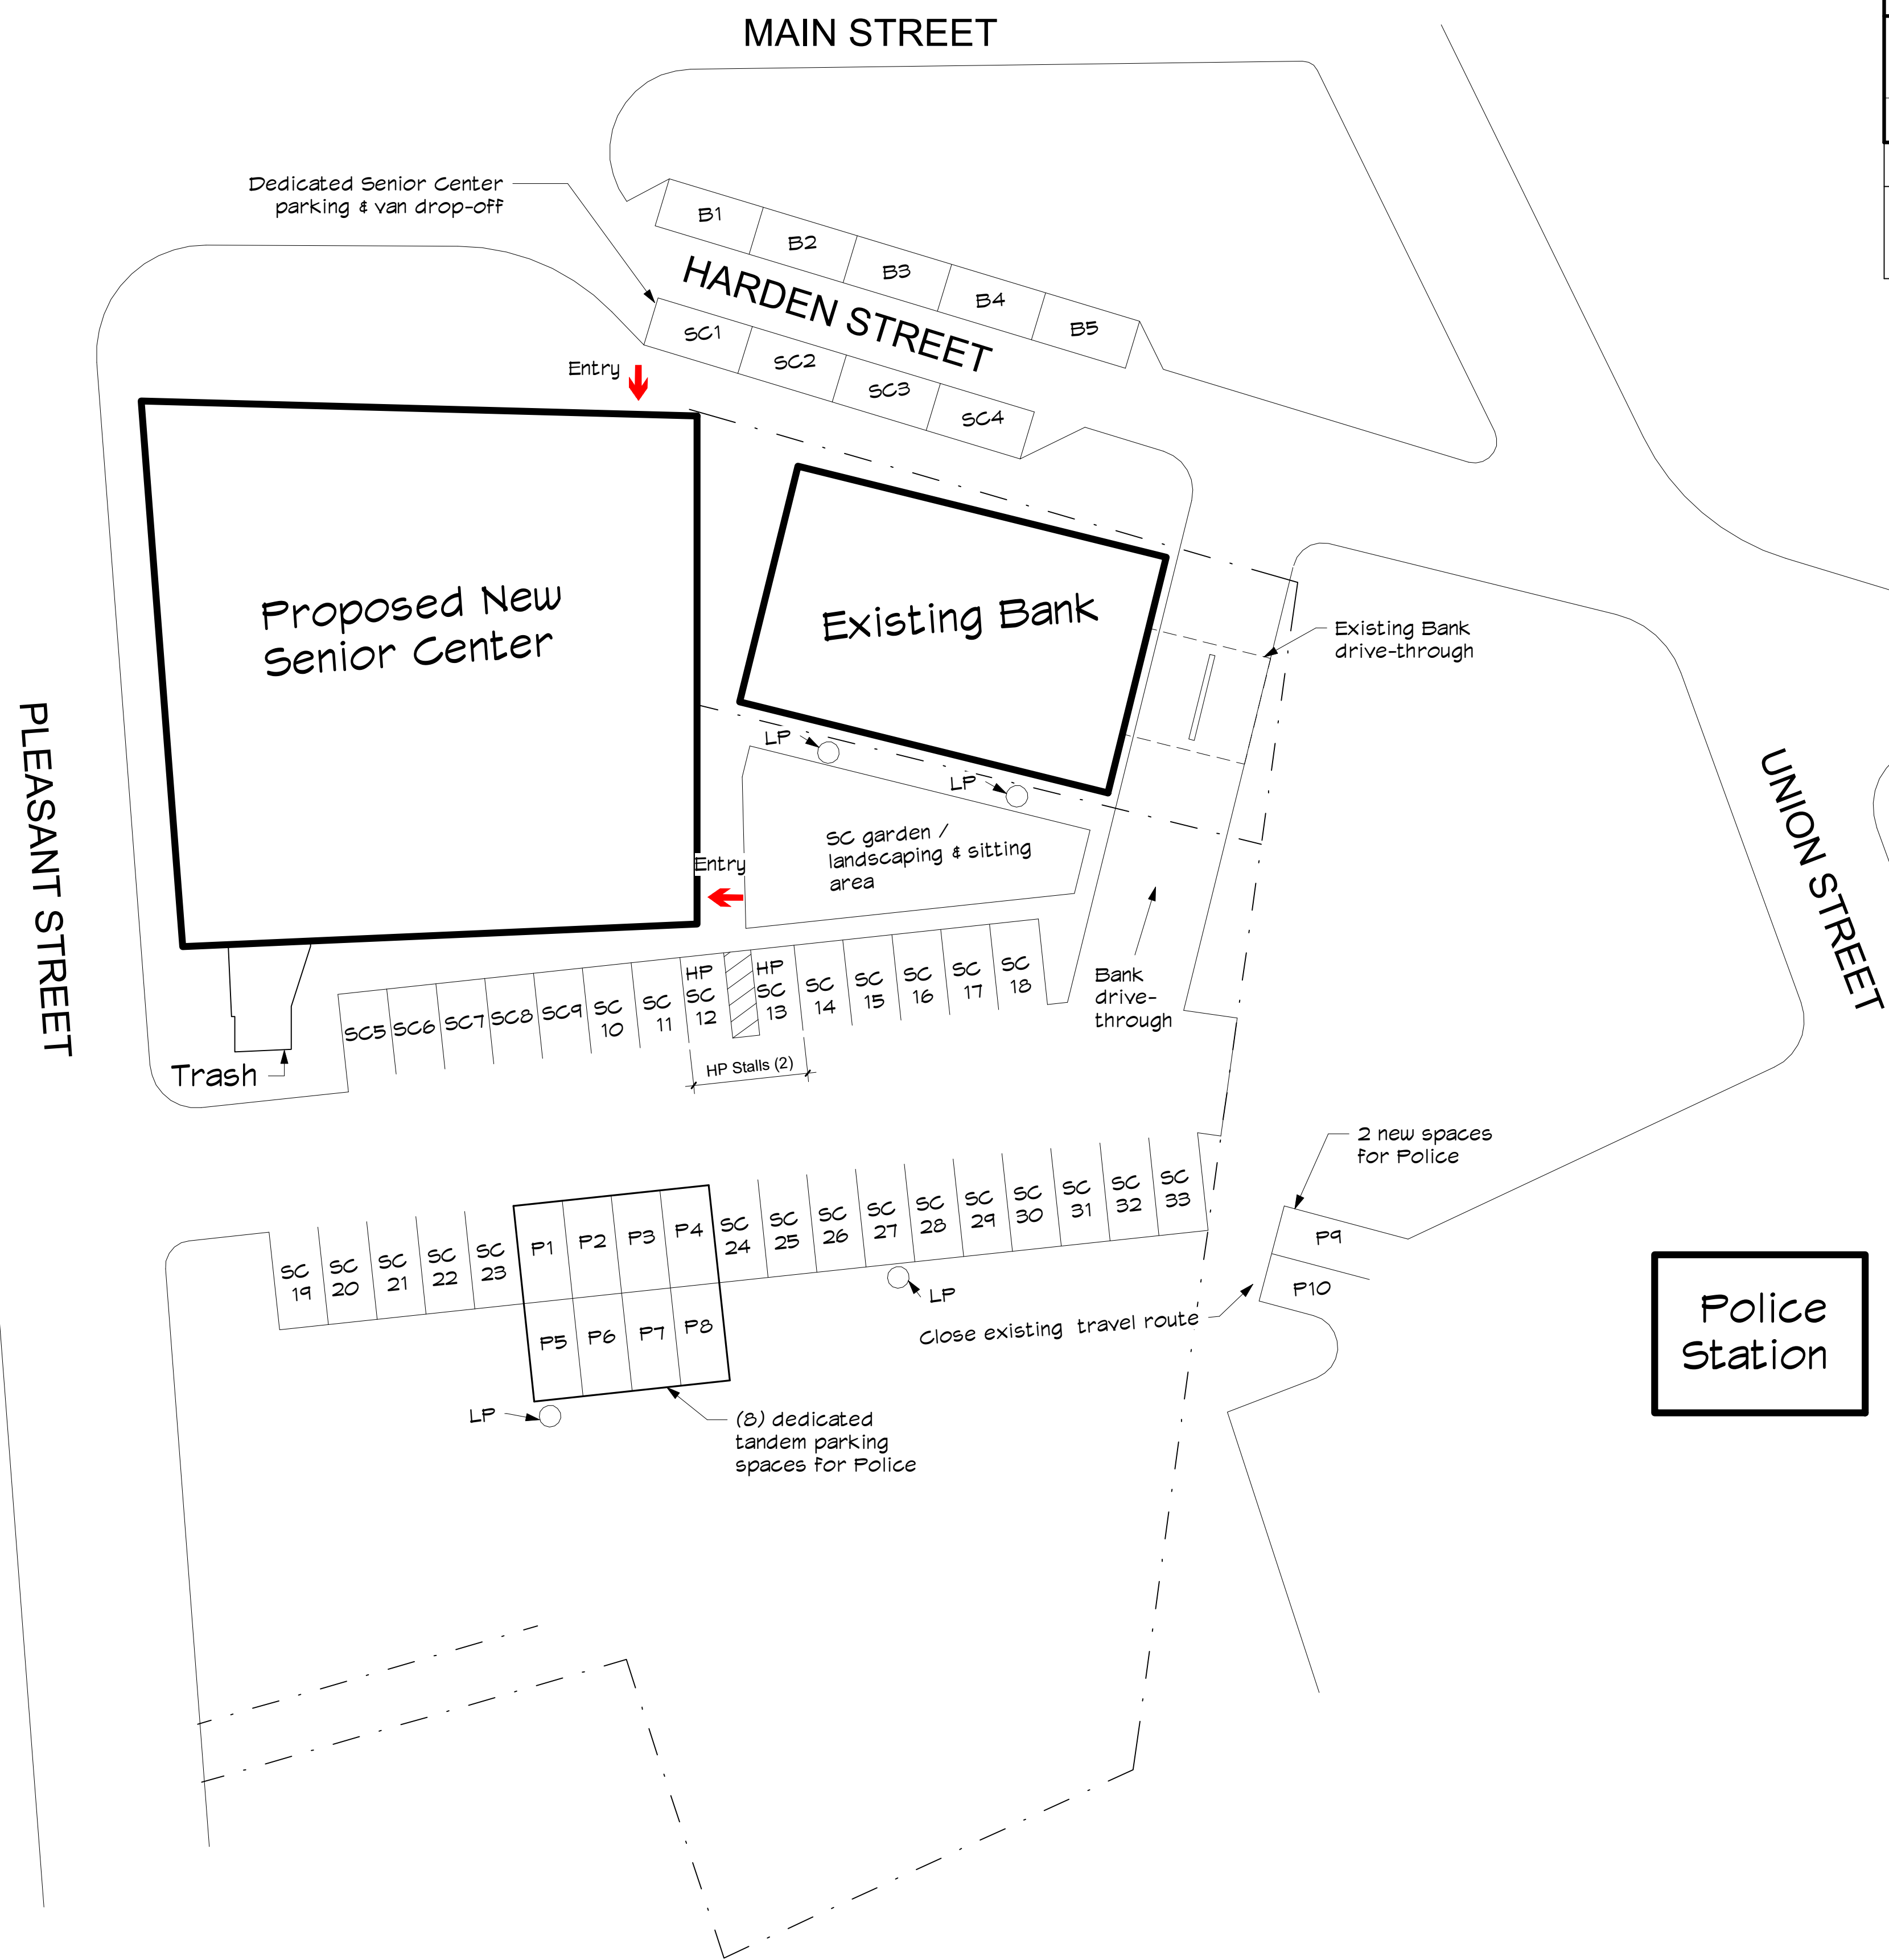 MAIN STREET
Dedicated Senior Center
parking & van drop-off
B1
B2
B3
B4
B5
HARDEN STREET
SC1
SC2
SC3
SC4
Entry
Proposed New
Senior Center
Existing Bank
Existing Bank
drive-through
PLEASANT STREET
UNION STREET
LP
LP
SC garden /
landscaping & sitting
area
Entry
Bank
drive-
through
SC5
SC6
SC7
SC8
SC9
SC
10
SC
11
HP
SC
12
HP
SC
13
SC
14
SC
15
SC
16
SC
17
SC
18
HP Stalls (2)
Trash
2 new spaces
for Police
SC
19
SC
20
SC
21
SC
22
SC
23
P1
P2
P3
P4
SC
24
SC
25
SC
26
SC
27
SC
28
SC
29
SC
30
SC
31
SC
32
SC
33
P5
P6
P7
P8
P9
P10
LP
Close existing travel route
Police
Station
LP
(8) dedicated
tandem parking
spaces for Police